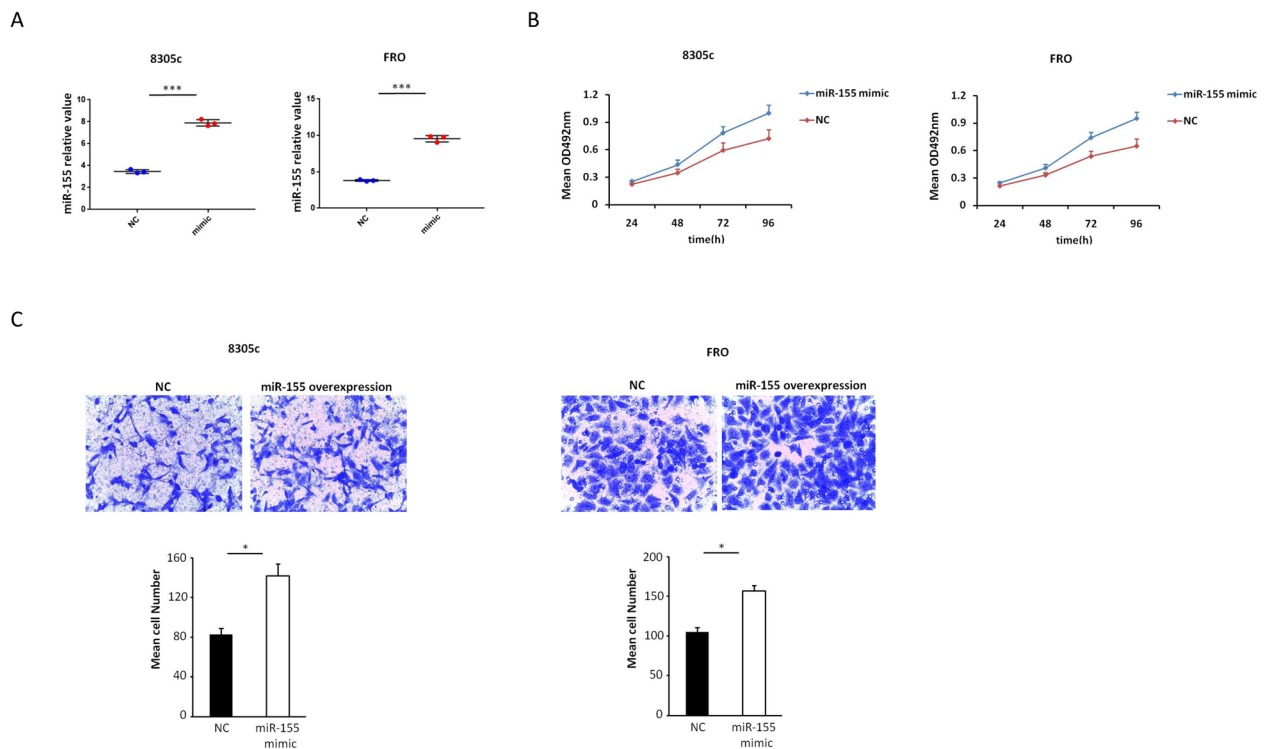 A
8305c
***
miR-155 relative value
10
8
6
4
2
0
NC
mimic
FRO
***
miR-155 relative value
15
10
5
0
NC
mimic
B
8305c
Mean OD492nm
1.2
0.9
0.6
0.3
0
24 48 72 96
time(h)
miR-155 mimic
NC
FRO
Mean OD492nm
1.2
0.9
0.6
0.3
0
24 48 72 96
time(h)
miR-155 mimic
NC
C
8305c
NC miR-155 overexpression
*
Mean cell Number
160
120
80
40
0
NC miR-155
mimic
FRO
NC miR-155 overexpression
*
Mean cell Number
200
150
100
50
0
NC miR-155
mimic